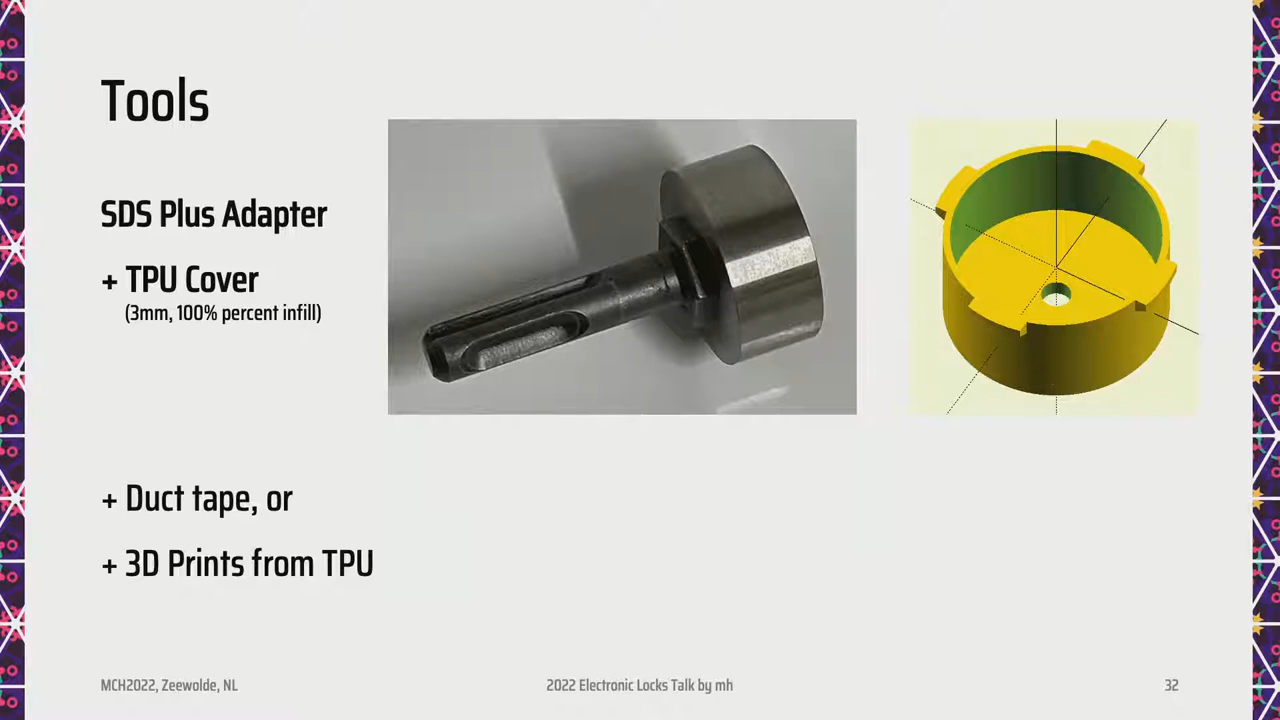 Tools
SDS Plus Adapter
+ TPU Cover
(3mm, 100% percent infill)
+ Duct tape, or
+ 3D Prints from TPU
MCH2022, Zeewolde, NL
2022 Electronic Locks Talk by mh
32